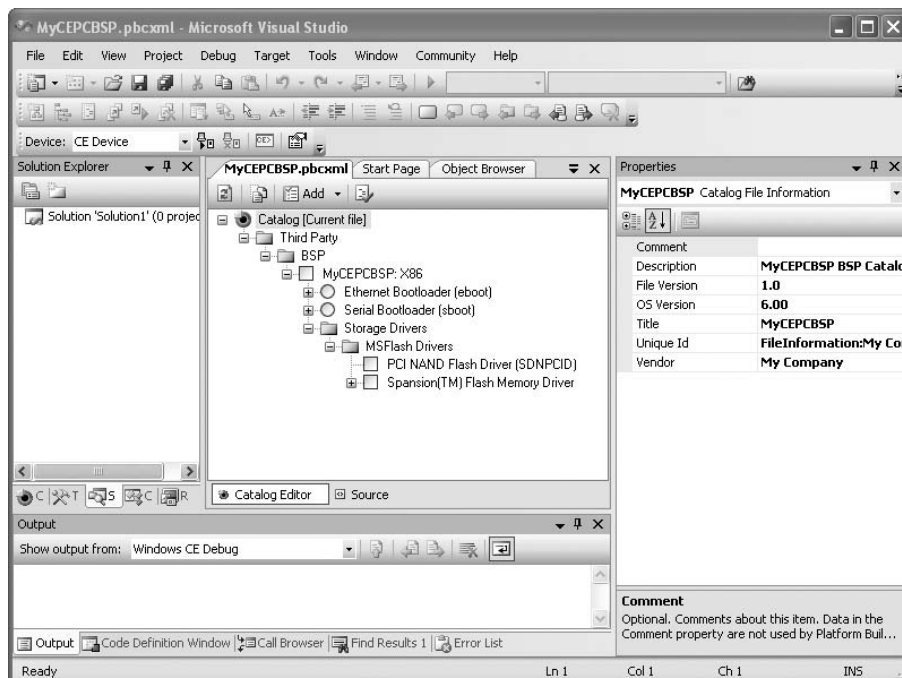 MyCEPCBSP.pbcxml - Microsoft Visual Studio
File Edit View Project Debug Target Tools Window Community Help
Device: CE Device
Solution Explorer
Solution 'Solution1' (0 projec
MyCEPCBSP.pbcxml Start Page Object Browser
Add
Catalog [Current file]
Third Party
BSP
MyCEPCBSP: X86
Ethernet Bootloader (eboot)
Serial Bootloader (sboot)
Storage Drivers
MSFlash Drivers
PCI NAND Flash Driver (SDNPCID)
Spansion(TM) Flash Memory Driver
C T S C R
Catalog Editor Source
Properties
MyCEPCBSP Catalog File Information
Comment
Description MyCEPCBSP BSP Catalo
File Version 1.0
OS Version 6.00
Title MyCEPCBSP
Unique Id FileInformation:My Co
Vendor My Company
Comment
Optional. Comments about this item. Data in the
Comment property are not used by Platform Buil...
Output
Show output from: Windows CE Debug
Output Code Definition Window Call Browser Find Results 1 Error List
Ready Ln 1 Col 1 Ch 1 INS